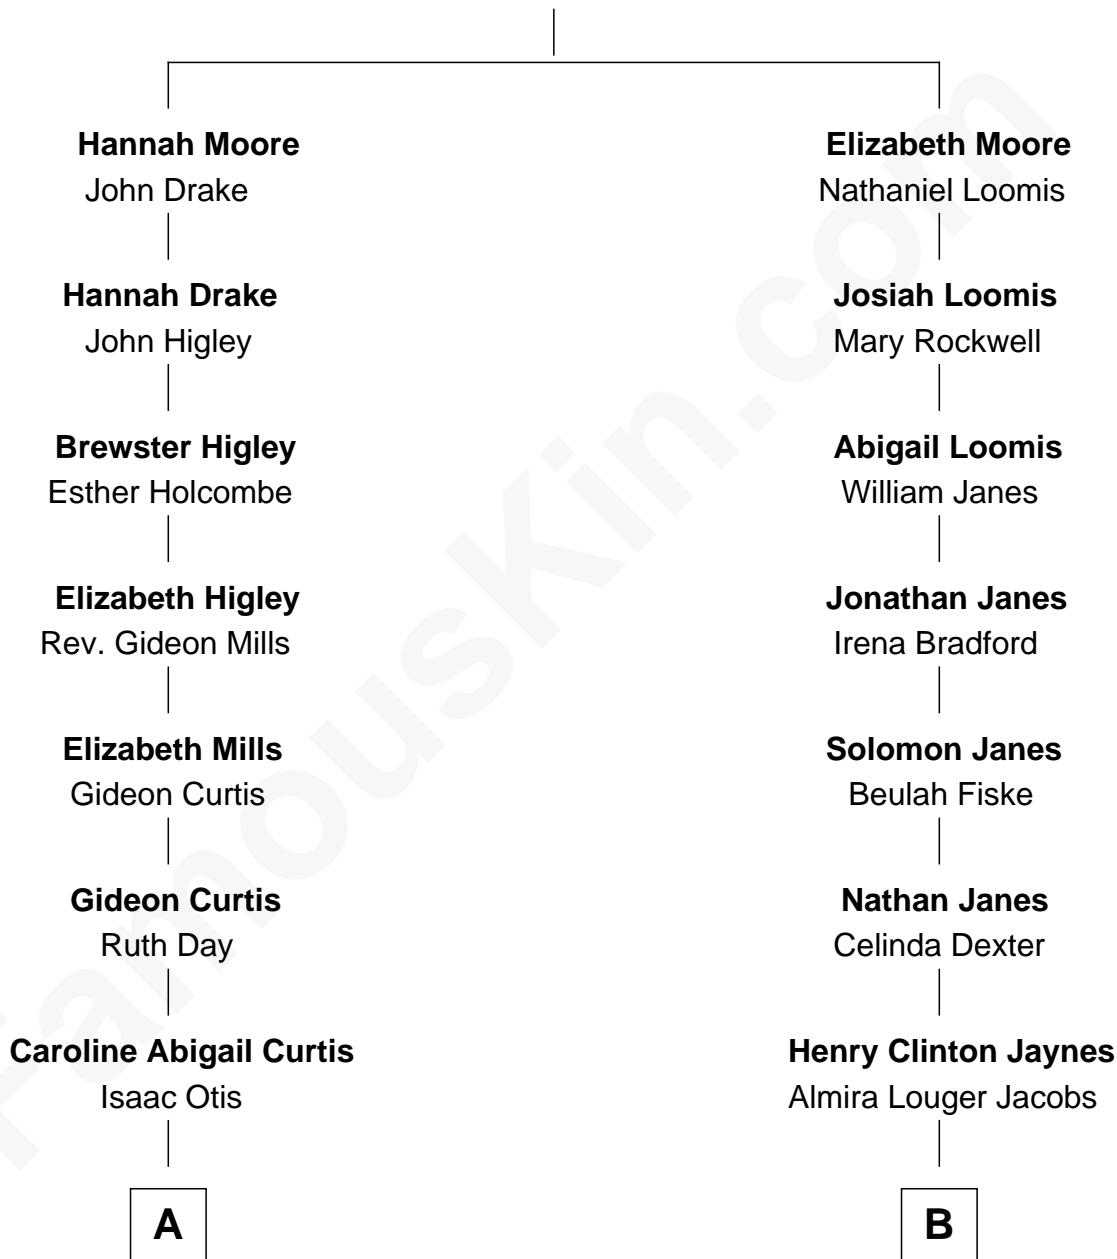 Hannah Moore
John Drake
Hannah Drake
John Higley
Brewster Higley
Esther Holcombe
Elizabeth Higley
Rev. Gideon Mills
Elizabeth Mills
Gideon Curtis
Gideon Curtis
Ruth Day
Caroline Abigail Curtis
Isaac Otis
A
Elizabeth Moore
Nathaniel Loomis
Josiah Loomis
Mary Rockwell
Abigail Loomis
William Janes
Jonathan Janes
Irena Bradford
Solomon Janes
Beulah Fiske
Nathan Janes
Celinda Dexter
Henry Clinton Jaynes
Almira Louger Jacobs
B
FamousKin.com